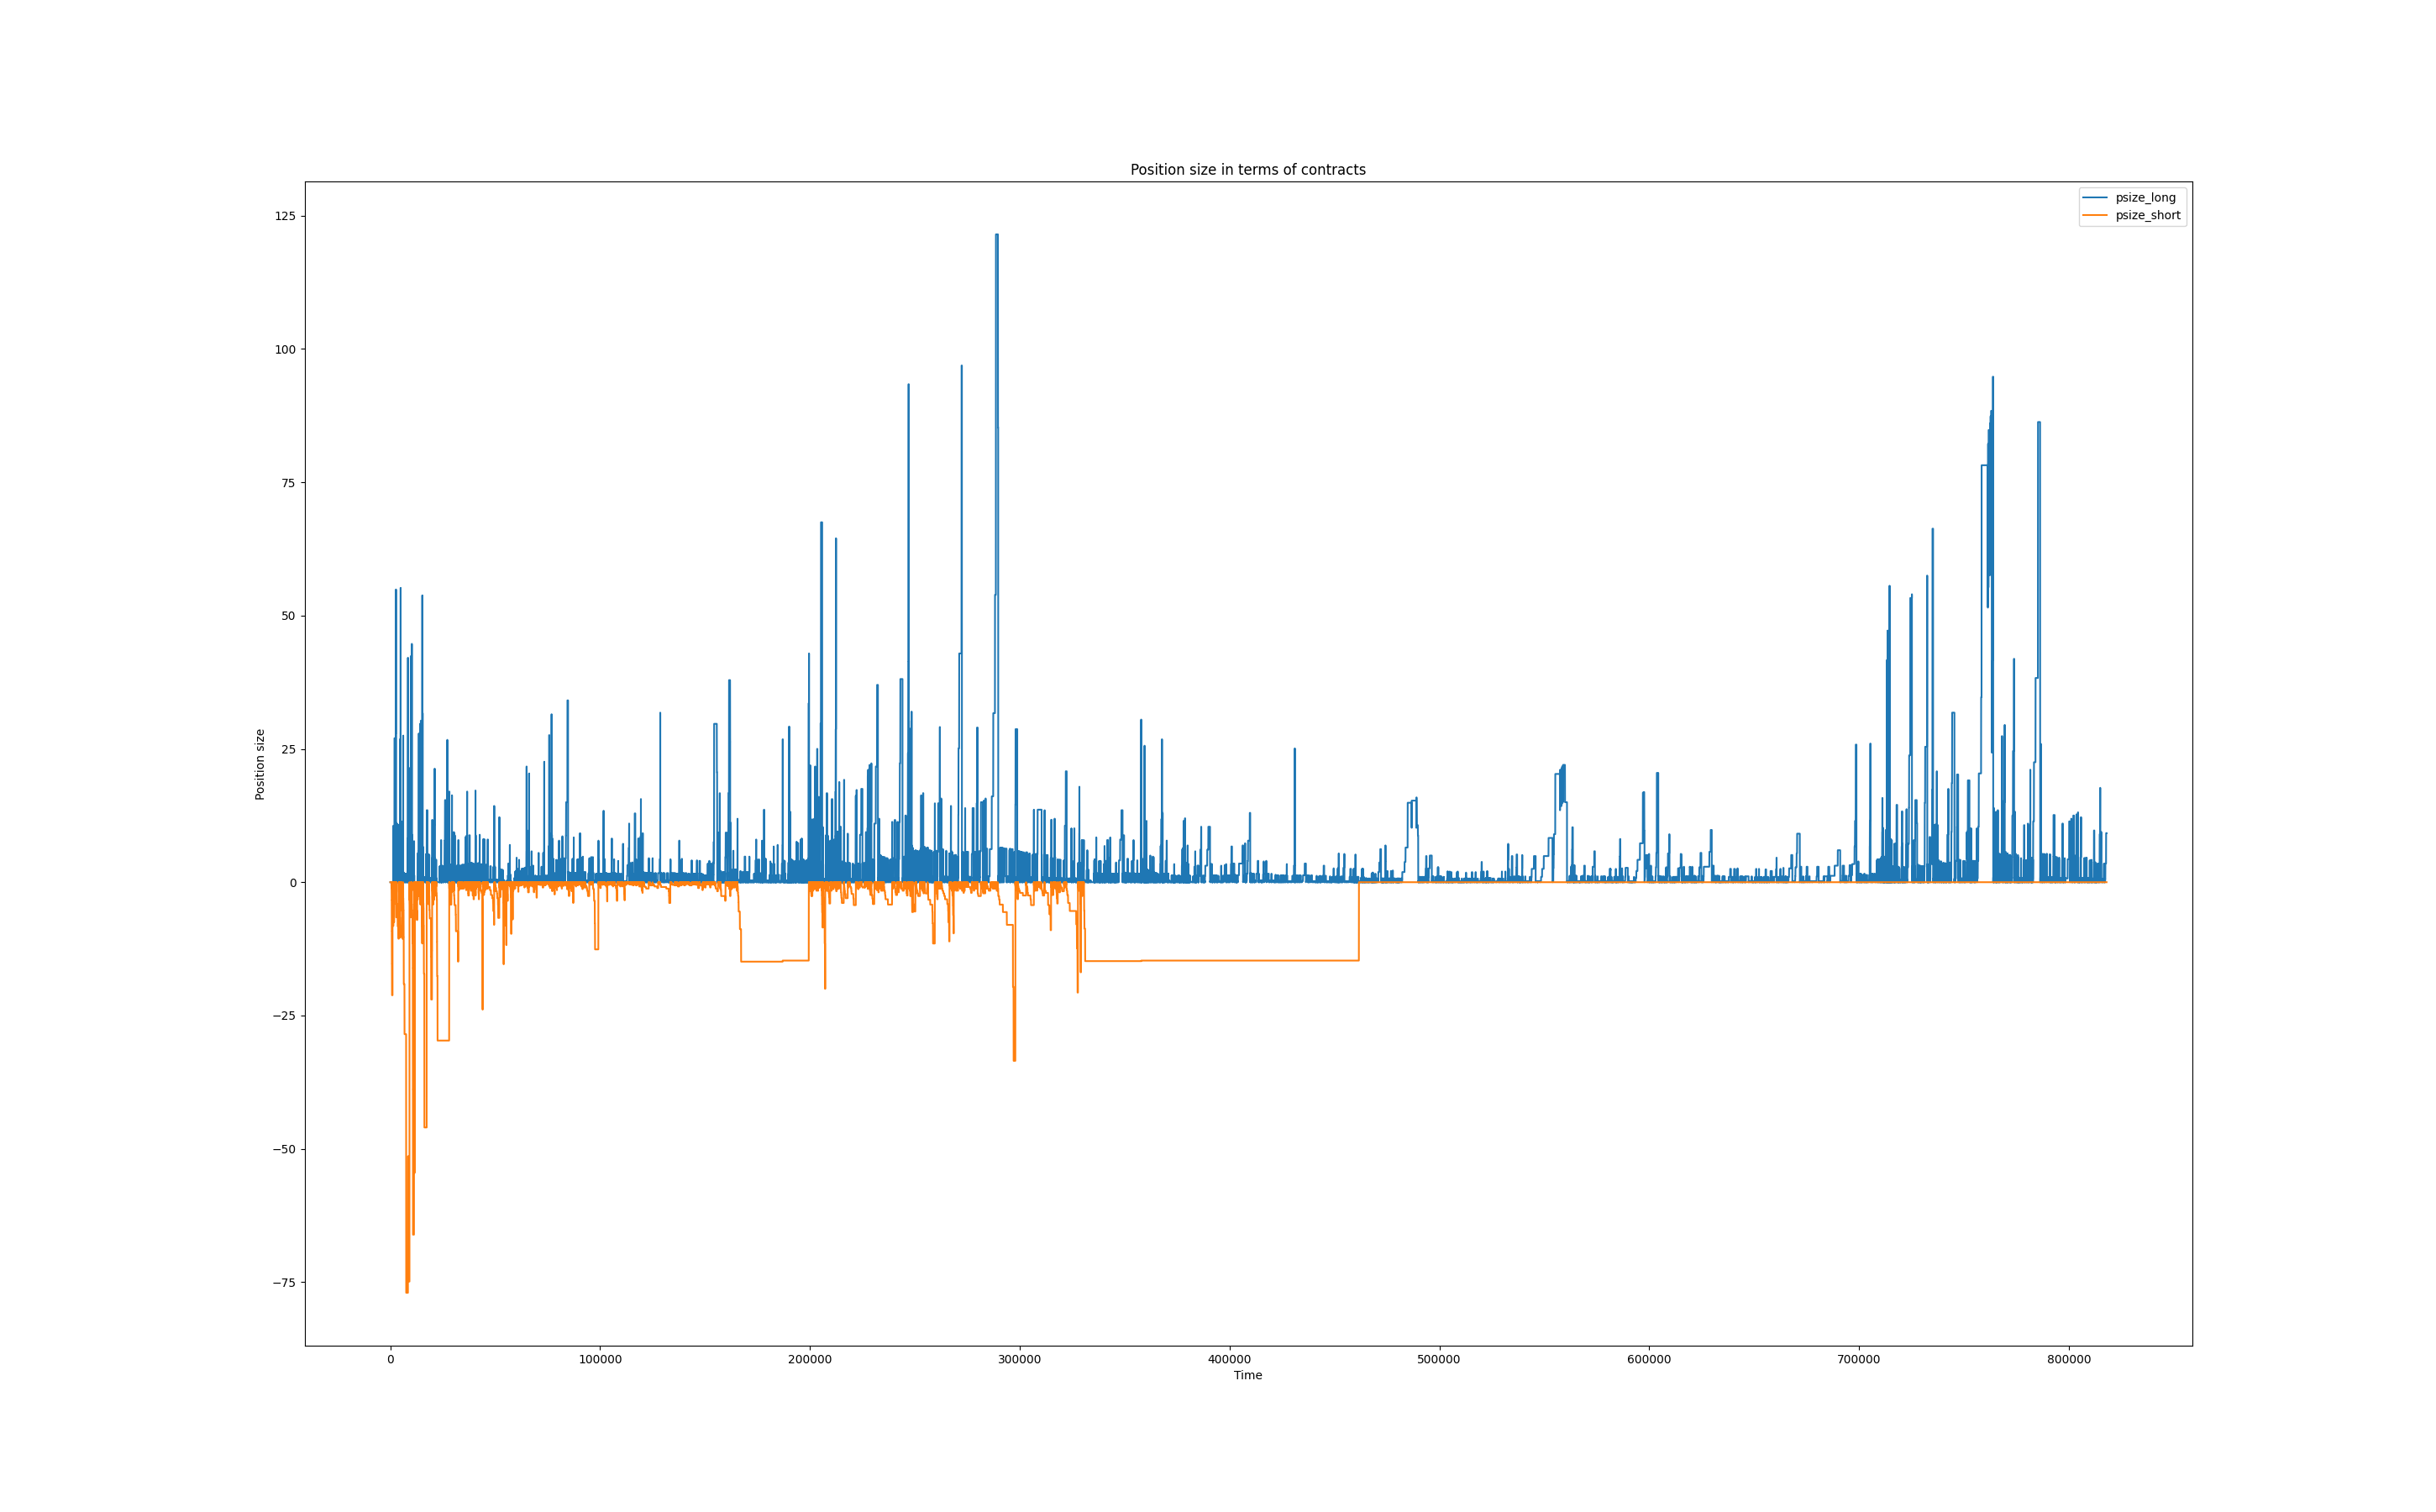 Position size in terms of contracts
psize_long
psize_short
125
100
75
50
25
0
−25
−50
−75
Position size
0 100000 200000 300000 400000 500000 600000 700000 800000
Time